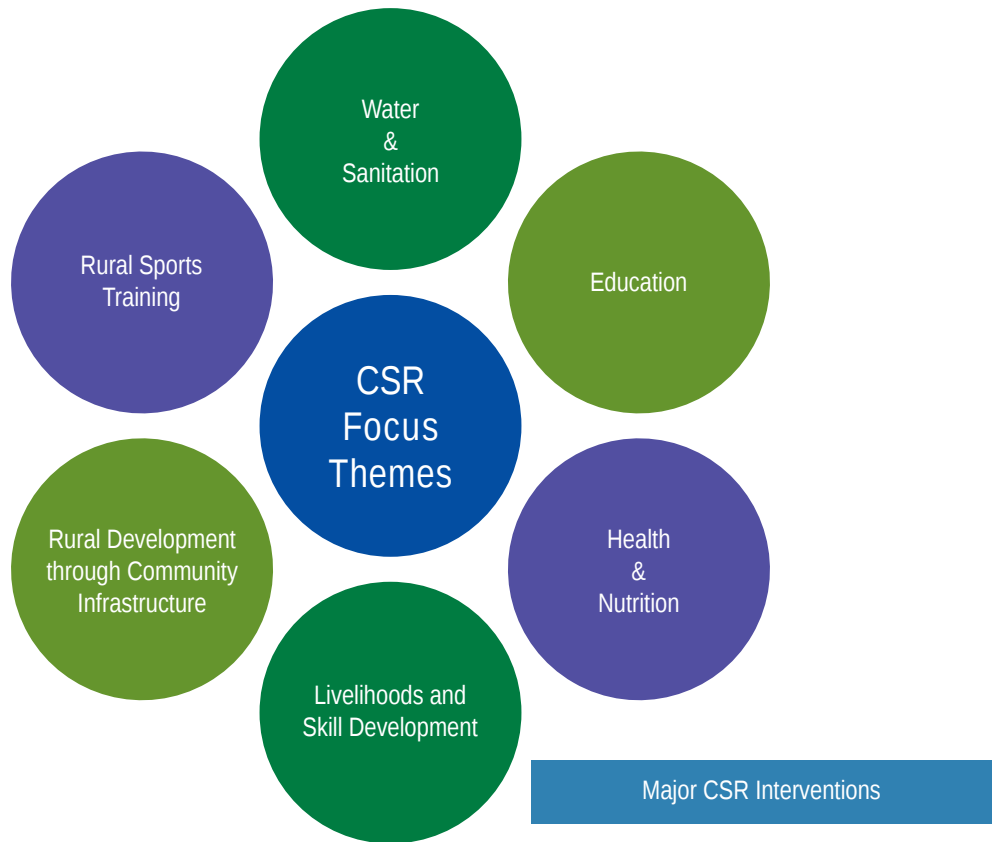 Water
&
Sanitation
Rural Sports
Training
Education
CSR
Focus
Themes
Rural Development
through Community
Infrastructure
Health
&
Nutrition
Livelihoods and
Skill Development
Major CSR Interventions